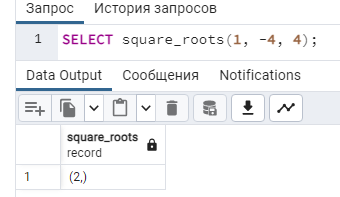 Запрос История запросов
1 SELECT square_roots(1, -4, 4);
Data Output Сообщения Notifications
square_roots
record
1 (2,)